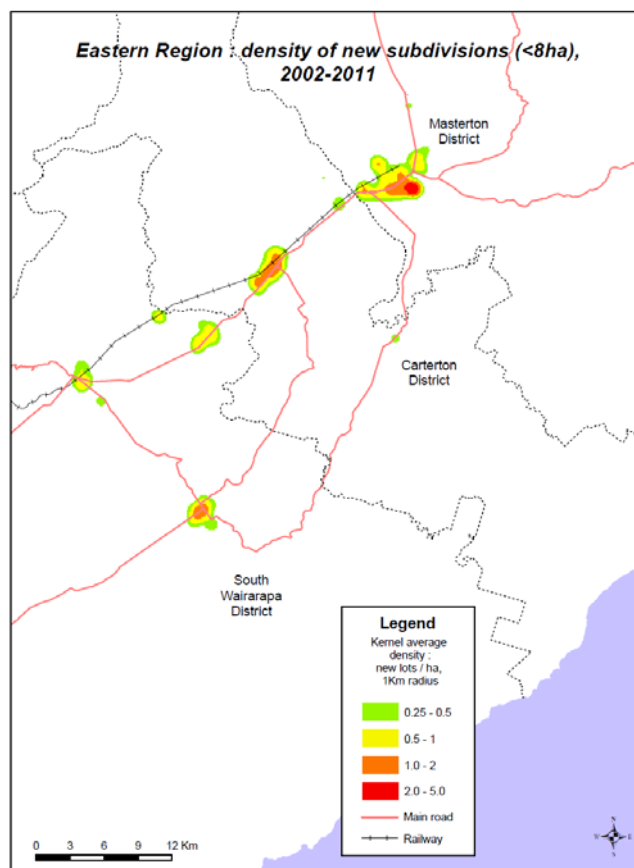 Eastern Region : density of new subdivisions (<8ha),
2002-2011
Masterton
District
Carterton
District
South
Wairarapa
District
Legend
Kernel average
density :
new lots / ha,
1Km radius
0.25 - 0.5
0.5 - 1
1.0 - 2
2.0 - 5.0
Main road
Railway
0 3 6 12 Km
N
W E
S